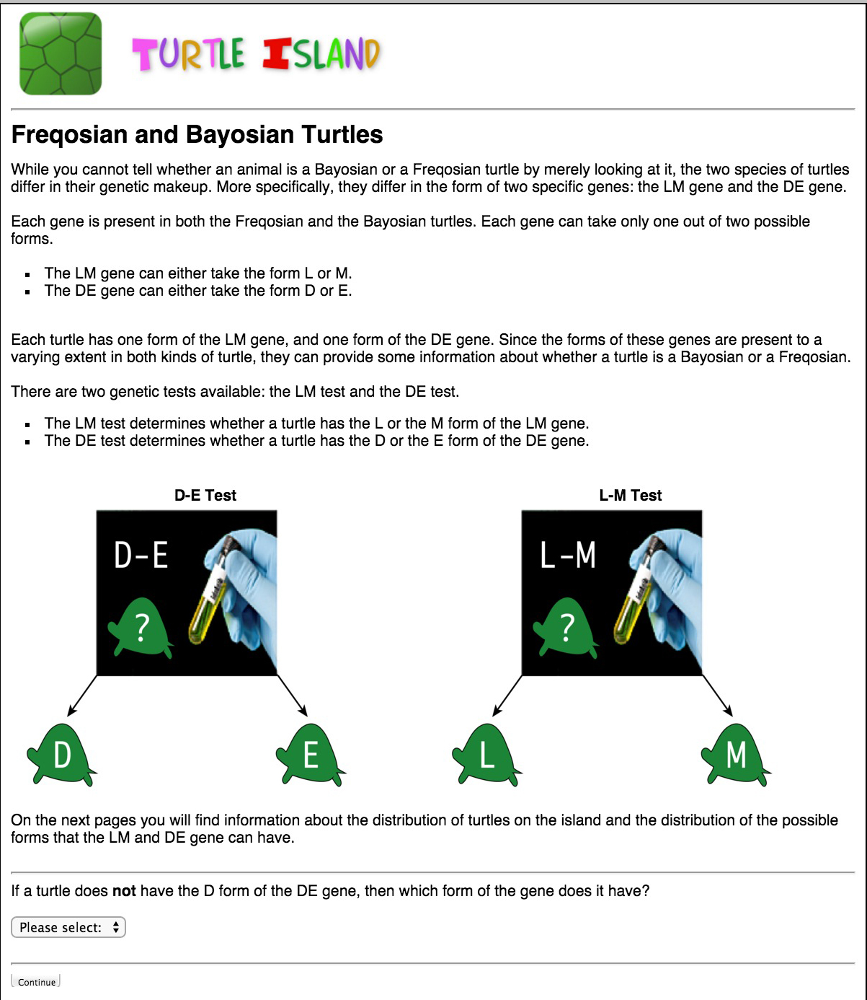 TURTLE ISLAND
Freqosian and Bayosian Turtles
While you cannot tell whether an animal is a Bayosian or a Freqosian turtle by merely looking at it, the two species of turtles
differ in their genetic makeup. More specifically, they differ in the form of two specific genes: the LM gene and the DE gene.
Each gene is present in both the Freqosian and the Bayosian turtles. Each gene can take only one out of two possible
forms.
The LM gene can either take the form L or M.
The DE gene can either take the form D or E.
Each turtle has one form of the LM gene, and one form of the DE gene. Since the forms of these genes are present to a
varying extent in both kinds of turtle, they can provide some information about whether a turtle is a Bayosian or a Freqosian.
There are two genetic tests available: the LM test and the DE test.
The LM test determines whether a turtle has the L or the M form of the LM gene.
The DE test determines whether a turtle has the D or the E form of the DE gene.
D-E Test
D-E
?
D
E
L-M Test
L-M
?
L
M
On the next pages you will find information about the distribution of turtles on the island and the distribution of the possible
forms that the LM and DE gene can have.
If a turtle does not have the D form of the DE gene, then which form of the gene does it have?
Please select:
Continue